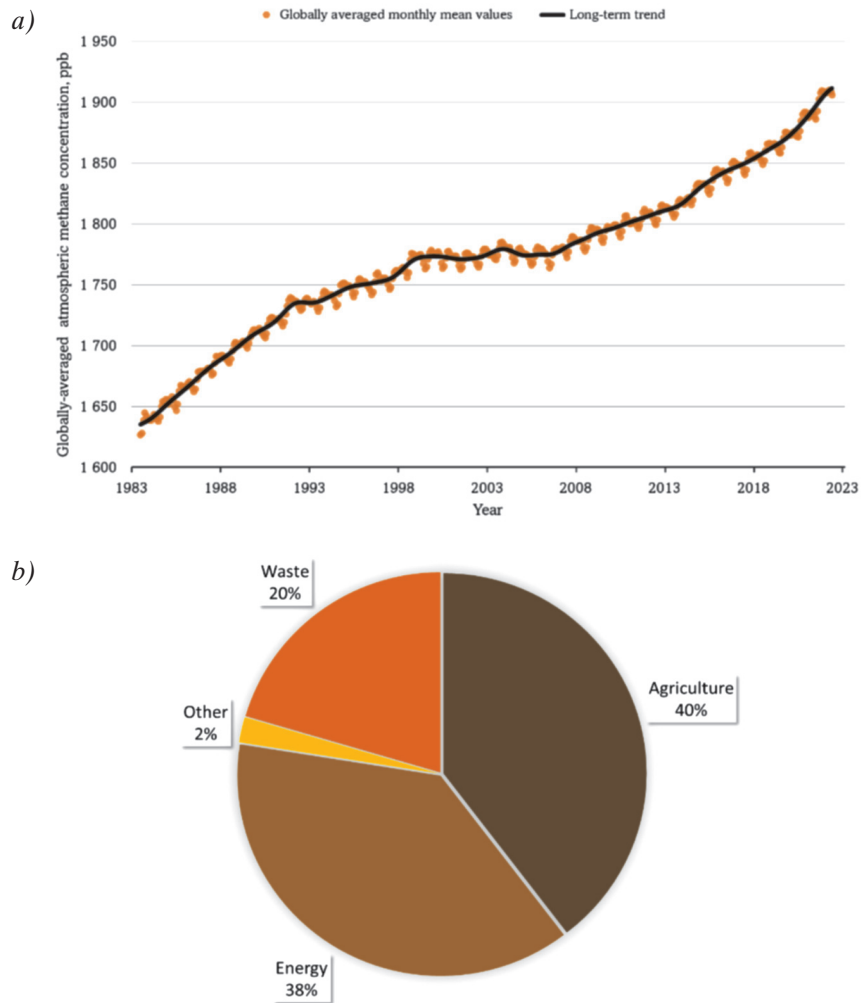 a)
Globally averaged monthly mean values
Long-term trend
Globally-averaged atmospheric methane concentration, ppb
1 950
1 900
1 850
1 800
1 750
1 700
1 650
1 600
1983
1988
1993
1998
2003
2008
2013
2018
2023
Year
b)
Waste
20%
Other
2%
Agriculture
40%
Energy
38%